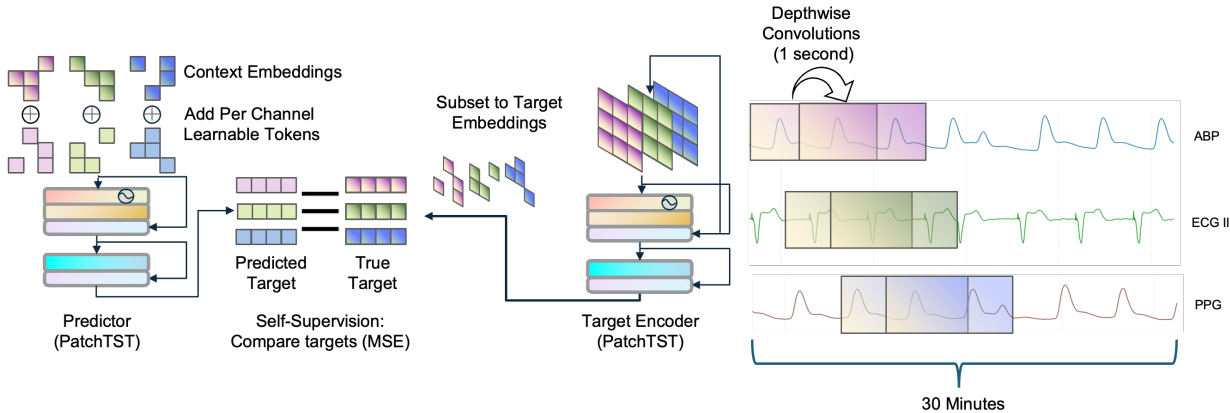 Context Embeddings
Add Per Channel
Learnable Tokens
Predictor
(PatchTST)
Predicted
Target
True
Target
Self-Supervision:
Compare targets (MSE)
Subset to Target
Embeddings
Target Encoder
(PatchTST)
Depthwise
Convolutions
(1 second)
ABP
ECG II
PPG
30 Minutes